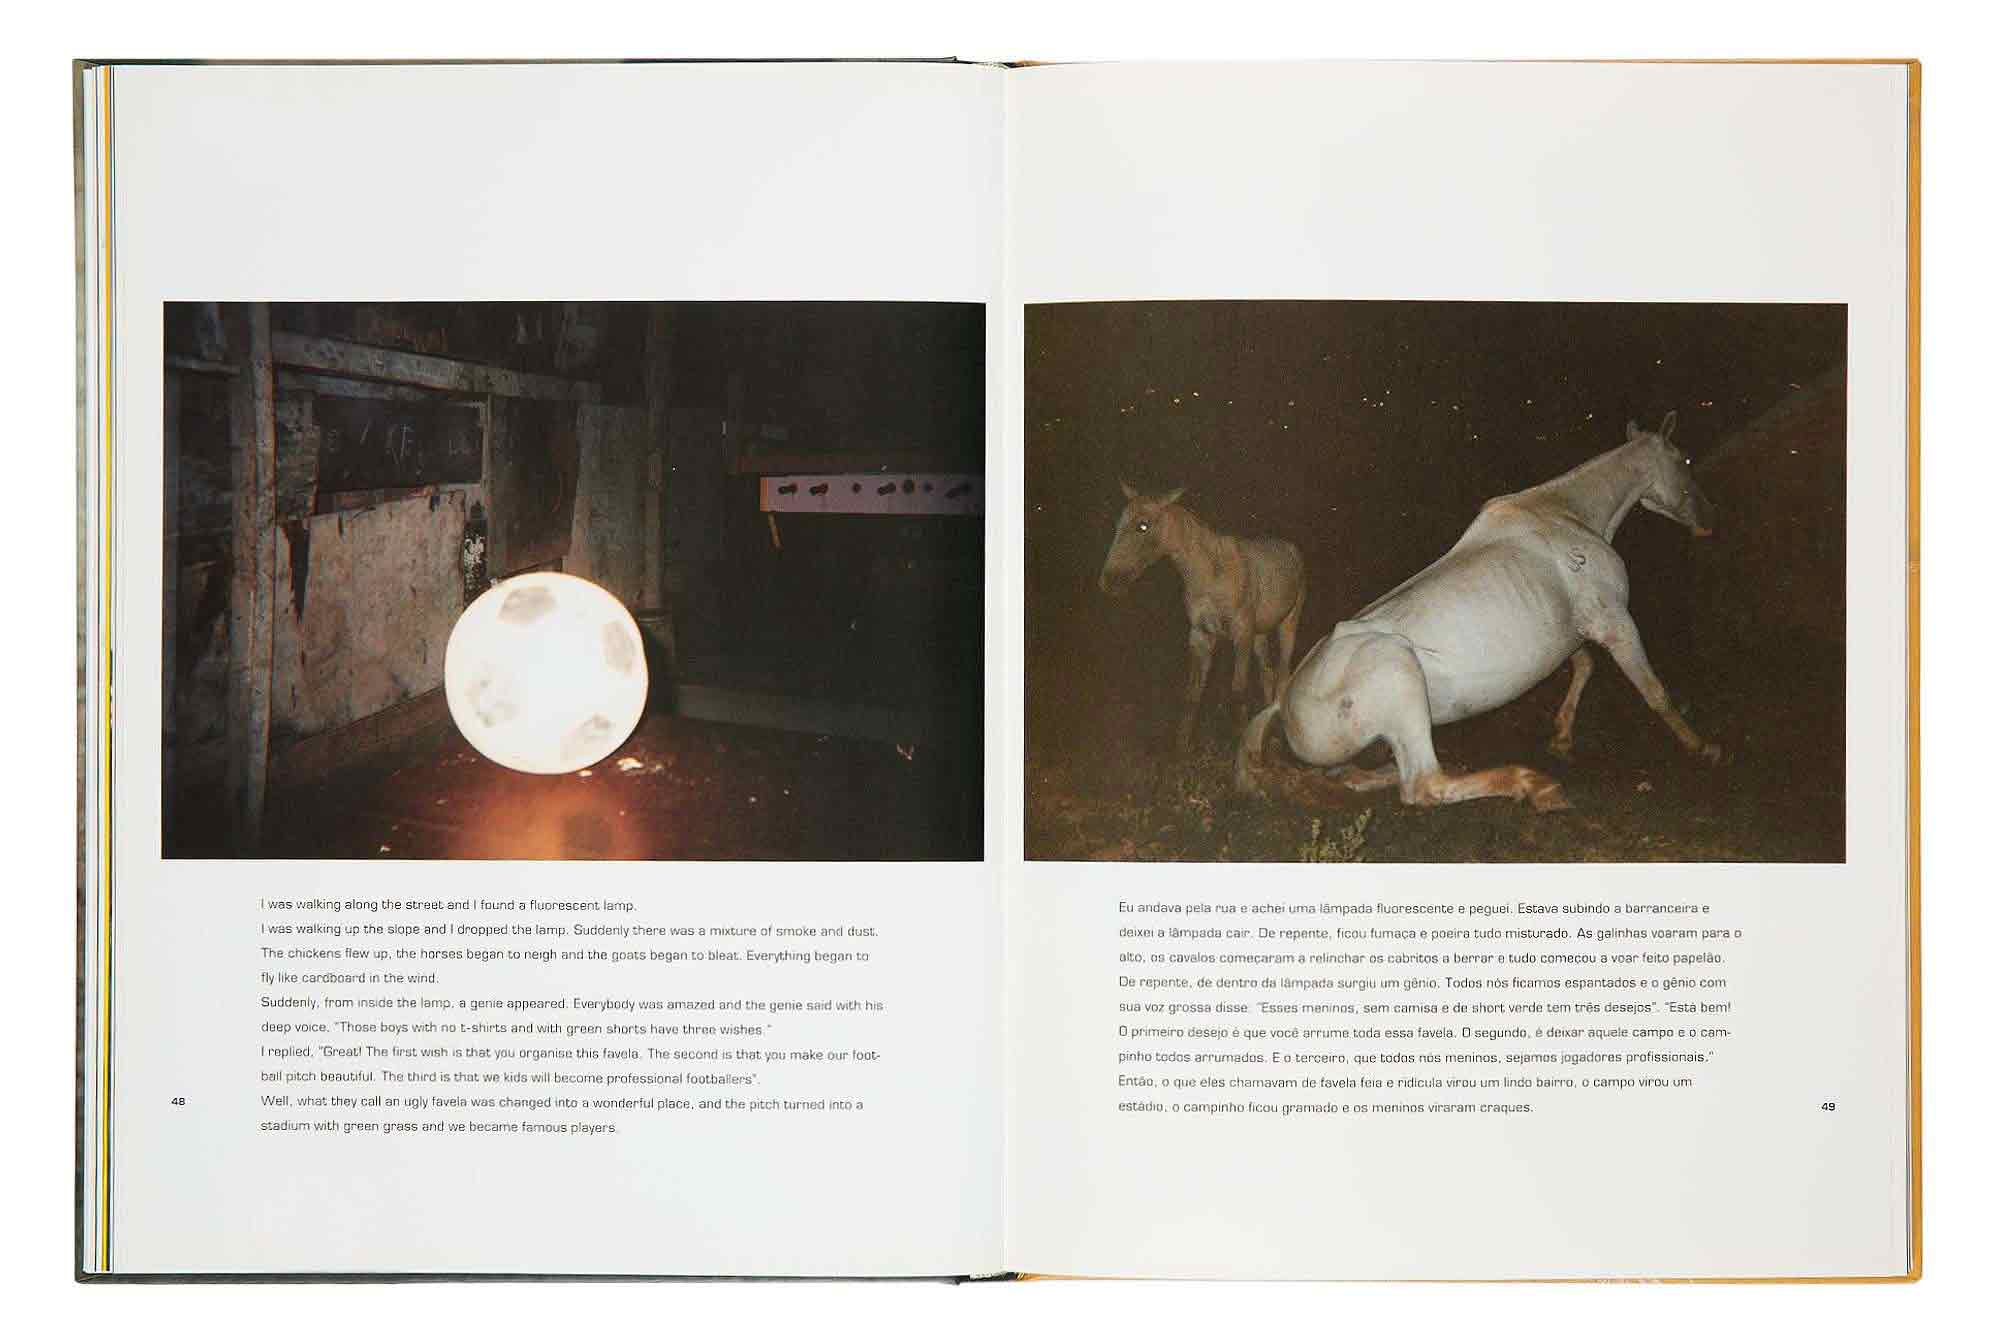 I was walking along the street and I found a fluorescent lamp.
I was walking up the slope and I dropped the lamp. Suddenly there was a mixture of smoke and dust.
The chickens flew up, the horses began to neigh and the goats began to bleat. Everything began to
fly like cardboard in the wind.
Suddenly, from inside the lamp, a genie appeared. Everybody was amazed and the genie said with his
deep voice, "Those boys with no t-shirts and with green shorts have three wishes."
I replied, "Great! The first wish is that you organise this favela. The second is that you make our foot-
ball pitch beautiful. The third is that we kids will become professional footballers".
Well, what they call an ugly favela was changed into a wonderful place, and the pitch turned into a
stadium with green grass and we became famous players.
48
Eu andava pela rua e achei uma lâmpada fluorescente e peguei. Estava subindo a barranceira e
deixei a lâmpada cair. De repente, ficou fumaça e poeira tudo misturado. As galinhas voaram para o
alto, os cavalos começaram a relinchar os cabritos a berrar e tudo começou a voar feito papelão.
De repente, de dentro da lâmpada surgiu um gênio. Todos nós ficamos espantados e o gênio com
sua voz grossa disse: "Esses meninos, sem camisa e de short verde tem três desejos". "Está bem!
O primeiro desejo é que você arrume toda essa favela. O segundo, é deixar aquele campo e o cam-
pinho todos arrumados. E o terceiro, que todos nós meninos, sejamos jogadores profissionais."
Então, o que eles chamavam de favela feia e ridícula virou um lindo bairro, o campo virou um
estádio, o campinho ficou gramado e os meninos viraram craques.
49